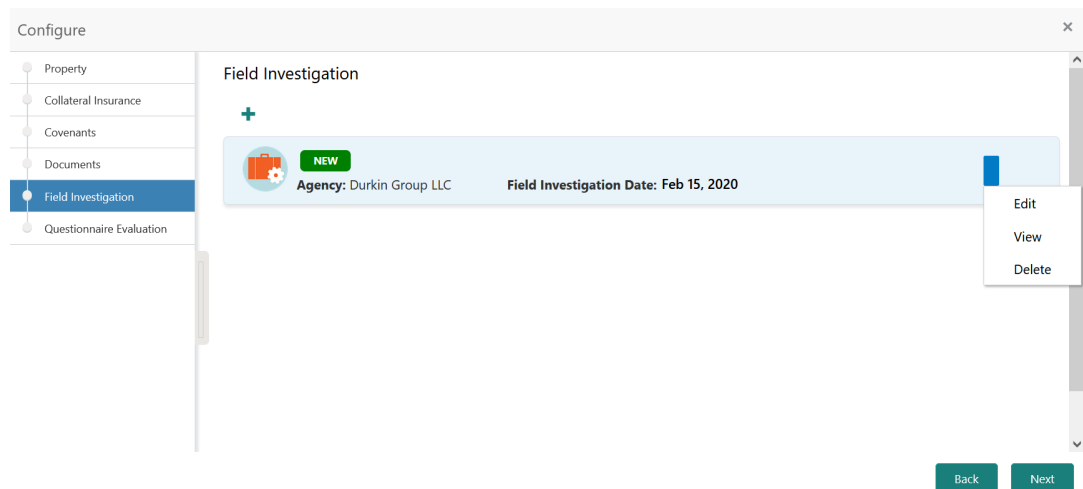 Configure
×
Property
Collateral Insurance
Covenants
Documents
Field Investigation
Questionnaire Evaluation
Field Investigation
+
NEW
Agency: Durkin Group LLC Field Investigation Date: Feb 15, 2020
Edit
View
Delete
Back Next